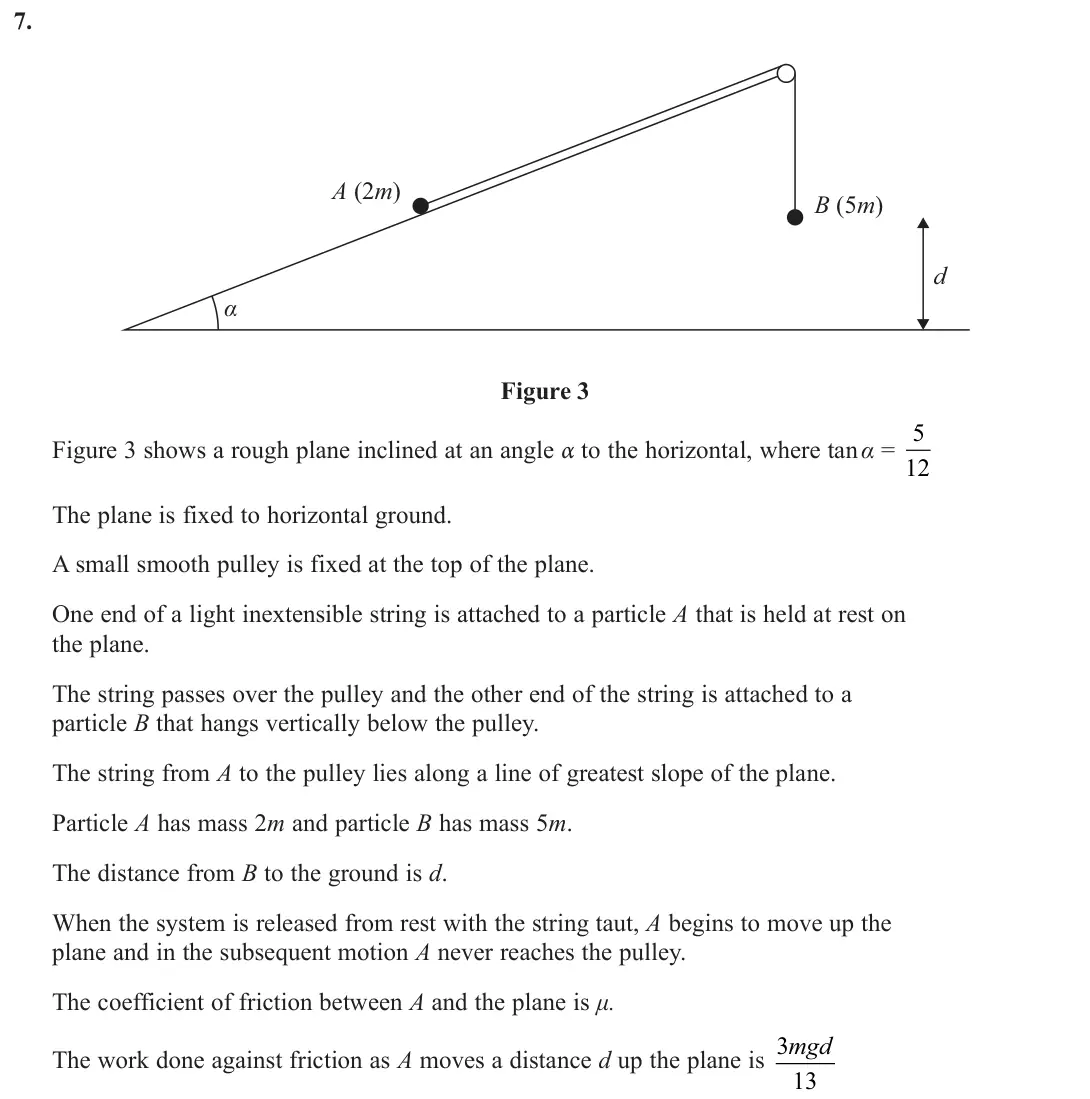 7.
A (2m)
B (5m)
d
α
Figure 3
Figure 3 shows a rough plane inclined at an angle α to the horizontal, where tan α = 5/12
The plane is fixed to horizontal ground.
A small smooth pulley is fixed at the top of the plane.
One end of a light inextensible string is attached to a particle A that is held at rest on
the plane.
The string passes over the pulley and the other end of the string is attached to a
particle B that hangs vertically below the pulley.
The string from A to the pulley lies along a line of greatest slope of the plane.
Particle A has mass 2m and particle B has mass 5m.
The distance from B to the ground is d.
When the system is released from rest with the string taut, A begins to move up the
plane and in the subsequent motion A never reaches the pulley.
The coefficient of friction between A and the plane is μ.
The work done against friction as A moves a distance d up the plane is 3mgd/13